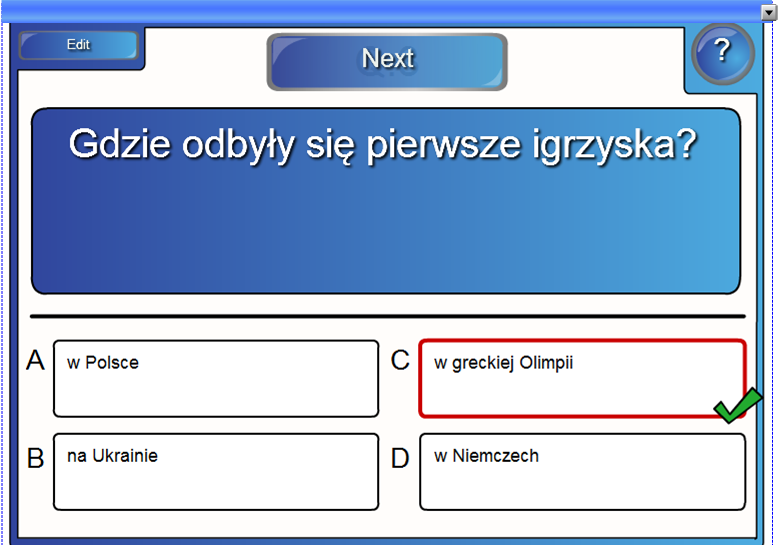 Edit
Next
?
Gdzie odbyły się pierwsze igrzyska?
A w Polsce
C w greckiej Olimpii
B na Ukrainie
D w Niemczech